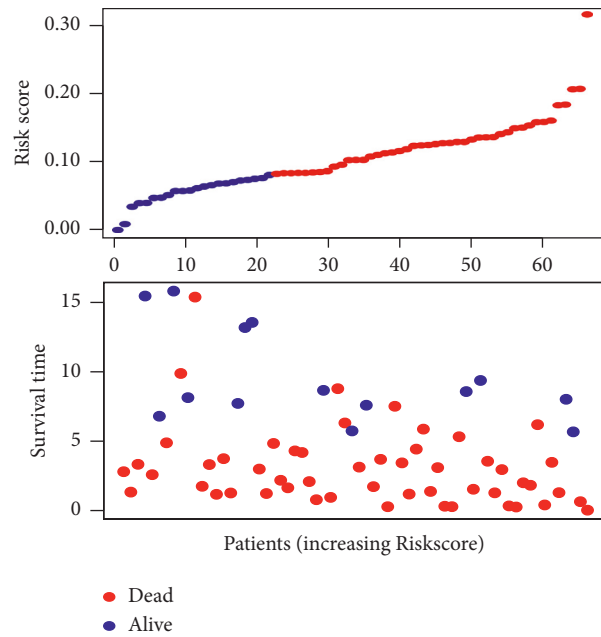 0.30
0.20
0.10
0.00
Risk score
0 10 20 30 40 50 60
15
10
5
0
Survival time
Patients (increasing Riskscore)
Dead
Alive